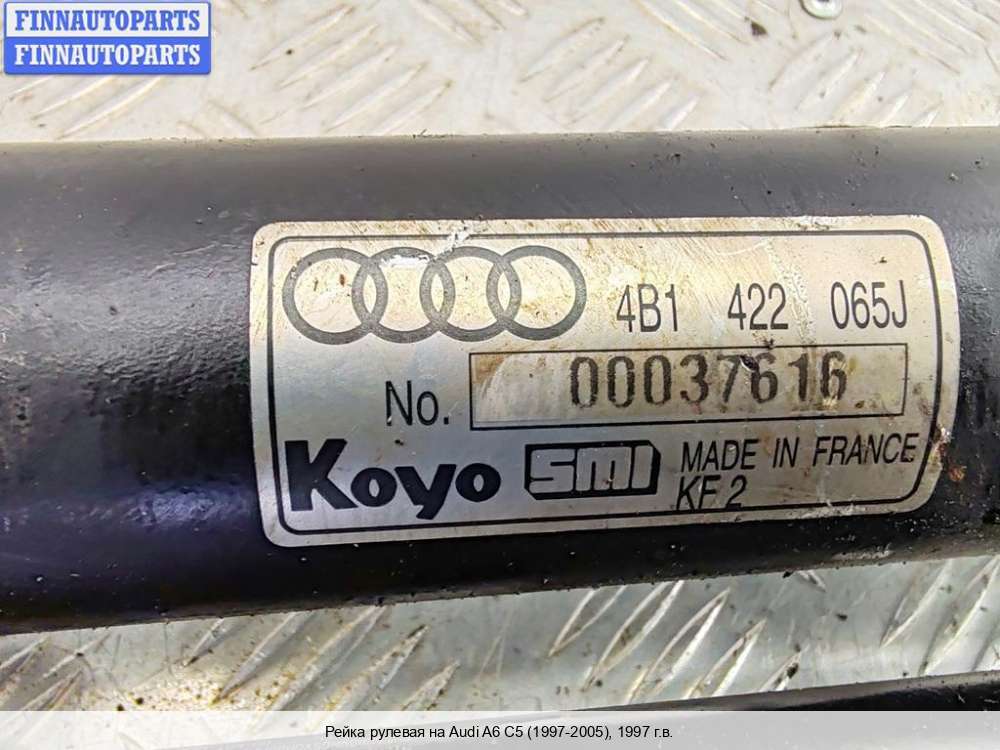 FINNAUTOPARTS
FINNAUTOPARTS
4B1 422 065J
No. 00037616
Koyo SMI MADE IN FRANCE
KF 2
Рейка рулевая на Audi A6 C5 (1997-2005), 1997 г.в.